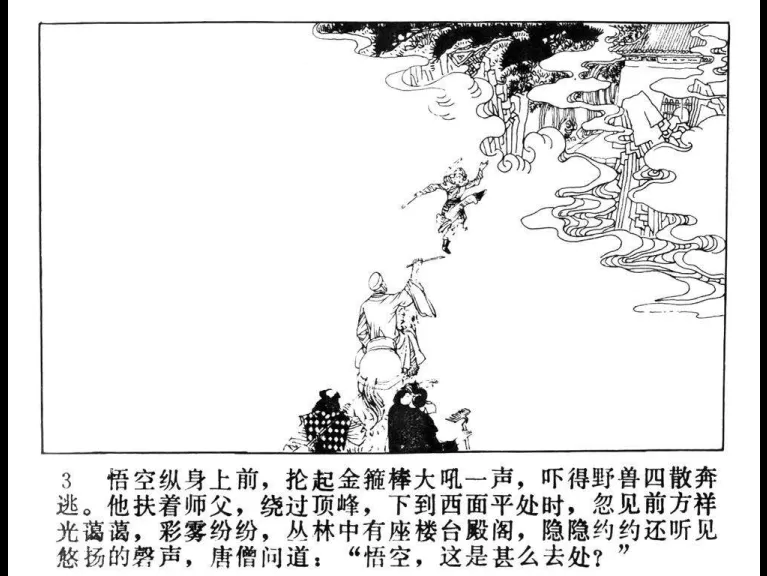 3 悟空纵身上前，抡起金箍棒大吼一声，吓得野兽四散奔
逃。他扶着师父，绕过顶峰，下到西面平处时，忽见前方祥
光蔼蔼，彩雾纷纷，丛林中有座楼台殿阁，隐隐约约还听见
悠扬的磬声，唐僧问道：“悟空，这是甚么去处？”